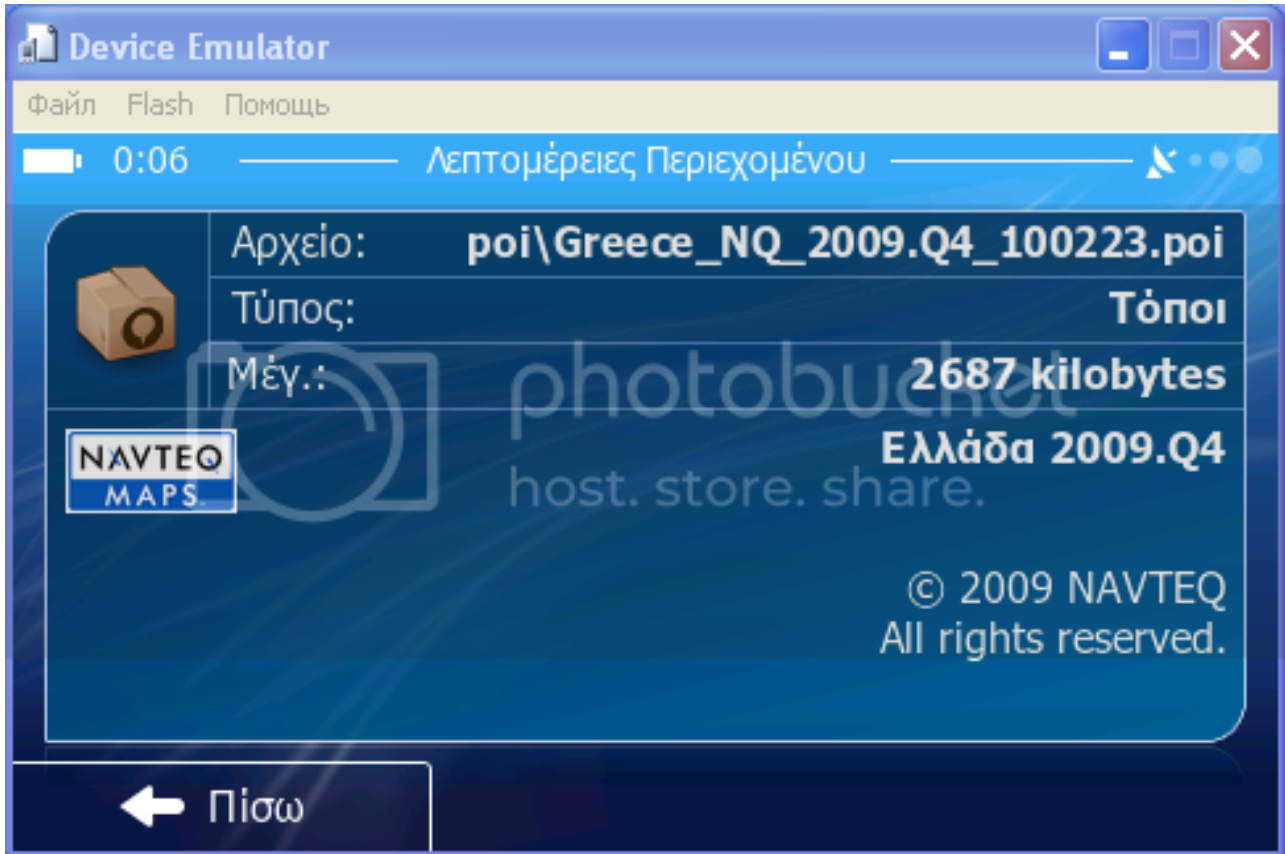 Device Emulator
Файл Flash Помощь
0:06 Λεπτομέρειες Περιεχομένου
Αρχείο: poi\Greece_NQ_2009.Q4_100223.poi
Τύπος: Τόποι
Μέγ.: 2687 kilobytes
photobucket
host. store. share.
NAVTEQ
MAPS
Ελλάδα 2009.Q4
© 2009 NAVTEQ
All rights reserved.
Πίσω